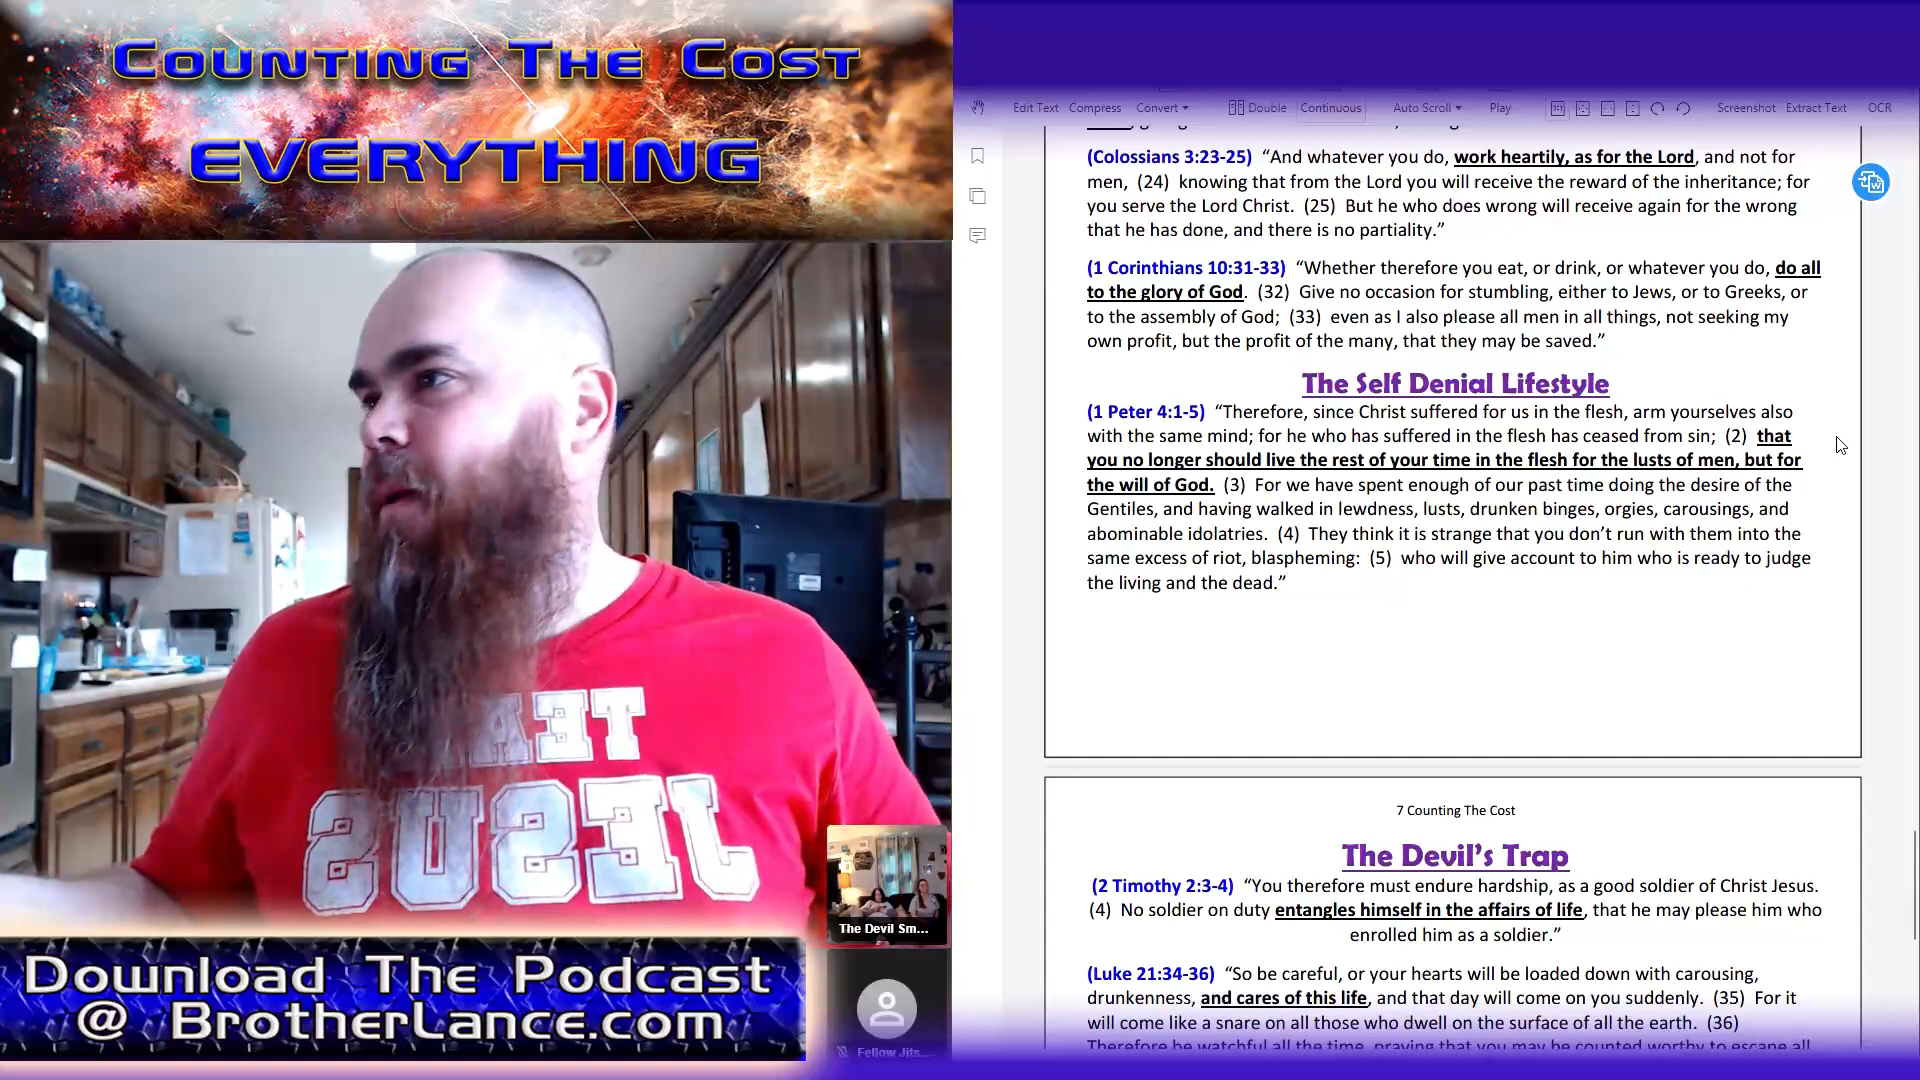 Counting The Cost
EVERYTHING
TEAM
JESUS
The Devil Sm...
Download The Podcast
@ BrotherLance.com
Fellow Jits...
Edit Text Compress Convert Double Continuous Auto Scroll Play Screenshot Extract Text OCR
(Colossians 3:23-25) “And whatever you do, work heartily, as for the Lord, and not for
men, (24) knowing that from the Lord you will receive the reward of the inheritance; for
you serve the Lord Christ. (25) But he who does wrong will receive again for the wrong
that he has done, and there is no partiality.”
(1 Corinthians 10:31-33) “Whether therefore you eat, or drink, or whatever you do, do all
to the glory of God. (32) Give no occasion for stumbling, either to Jews, or to Greeks, or
to the assembly of God; (33) even as I also please all men in all things, not seeking my
own profit, but the profit of the many, that they may be saved.”
The Self Denial Lifestyle
(1 Peter 4:1-5) “Therefore, since Christ suffered for us in the flesh, arm yourselves also
with the same mind; for he who has suffered in the flesh has ceased from sin; (2) that
you no longer should live the rest of your time in the flesh for the lusts of men, but for
the will of God. (3) For we have spent enough of our past time doing the desire of the
Gentiles, and having walked in lewdness, lusts, drunken binges, orgies, carousings, and
abominable idolatries. (4) They think it is strange that you don’t run with them into the
same excess of riot, blaspheming: (5) who will give account to him who is ready to judge
the living and the dead.”
7 Counting The Cost
The Devil’s Trap
(2 Timothy 2:3-4) “You therefore must endure hardship, as a good soldier of Christ Jesus.
(4) No soldier on duty entangles himself in the affairs of life, that he may please him who
enrolled him as a soldier.”
(Luke 21:34-36) “So be careful, or your hearts will be loaded down with carousing,
drunkenness, and cares of this life, and that day will come on you suddenly. (35) For it
will come like a snare on all those who dwell on the surface of all the earth. (36)
Therefore be watchful all the time, praying that you may be counted worthy to escape all